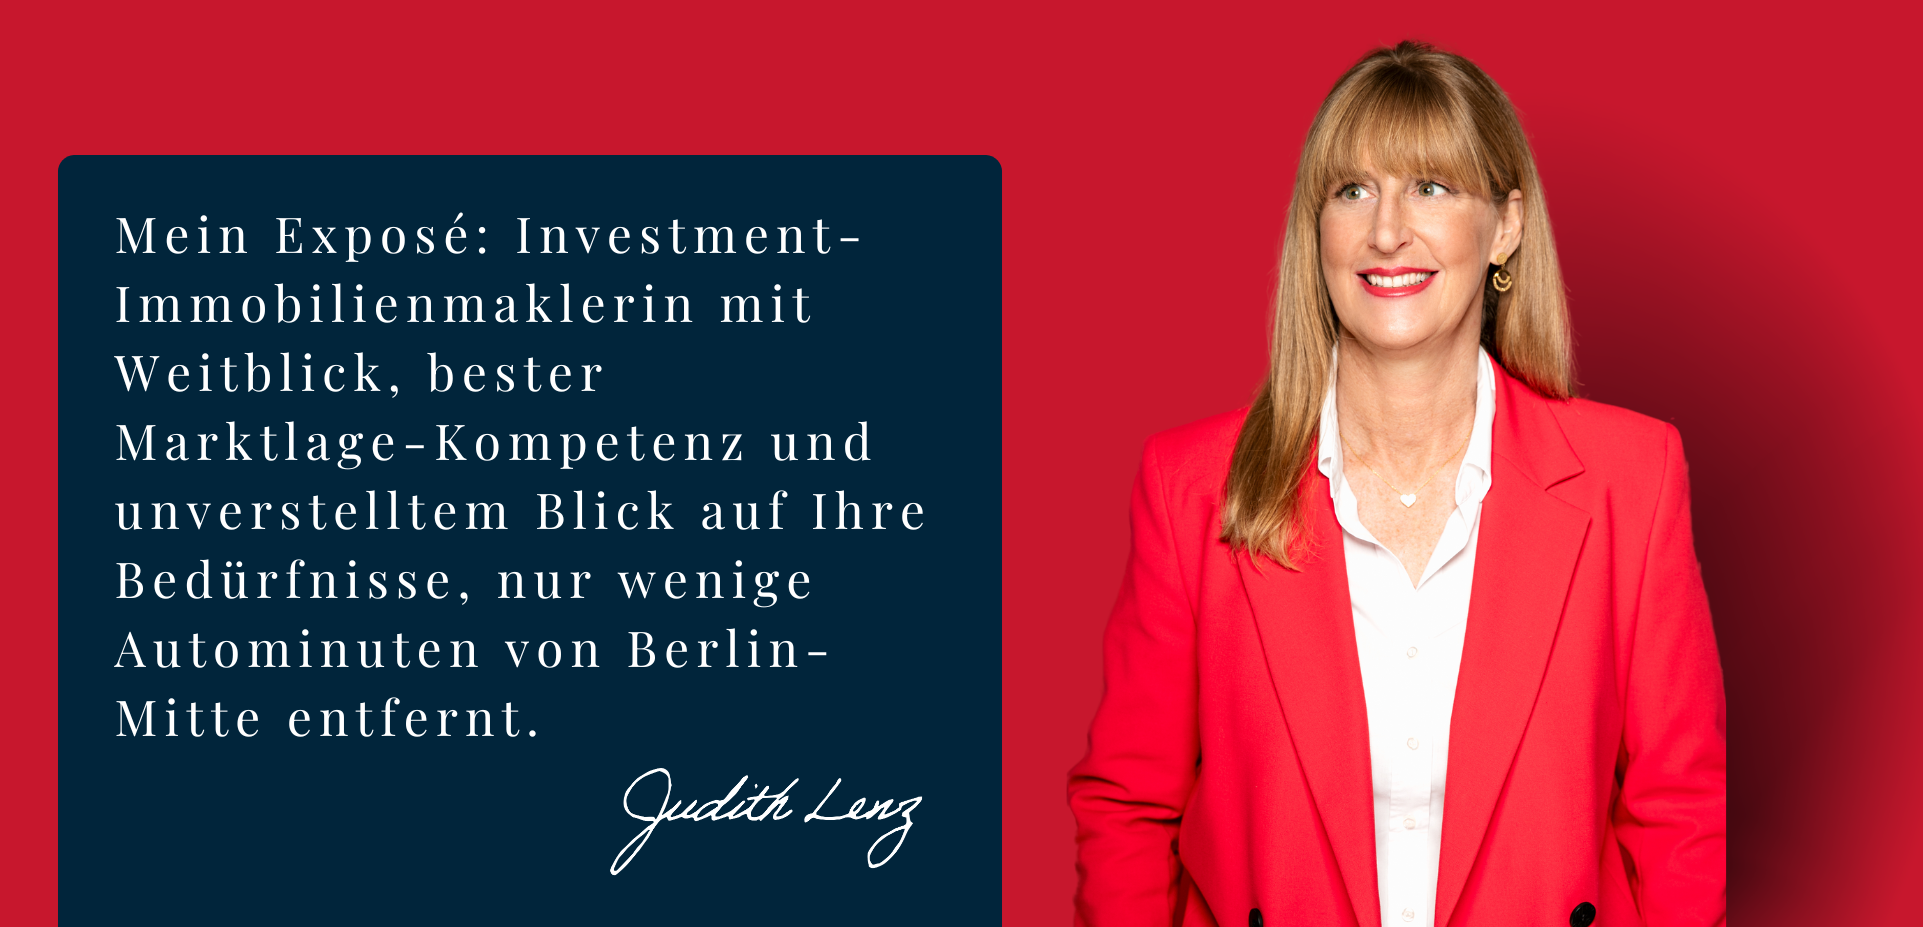 Mein Exposé: Investment-
Immobilienmaklerin mit
Weitblick, bester
Marktlage-Kompetenz und
unverstelltem Blick auf Ihre
Bedürfnisse, nur wenige
Autominuten von Berlin-
Mitte entfernt.
Judith Lenz